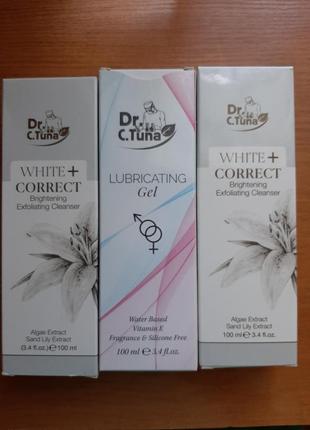 Dr.
C.Tuna
WHITE +
CORRECT
Brightening
Exfoliating Cleanser
Algae Extract
Sand Lily Extract
(3.4 fl.oz.) ℮ 100 ml
Dr.
C.Tuna
LUBRICATING
Gel
Water Based
Vitamin E
Fragrance & Silicone Free
100 ml ℮ 3.4 fl.oz.
Dr.
C.Tuna
WHITE +
CORRECT
Brightening
Exfoliating Cleanser
Algae Extract
Sand Lily Extract
100 ml ℮ 3.4 fl.oz.